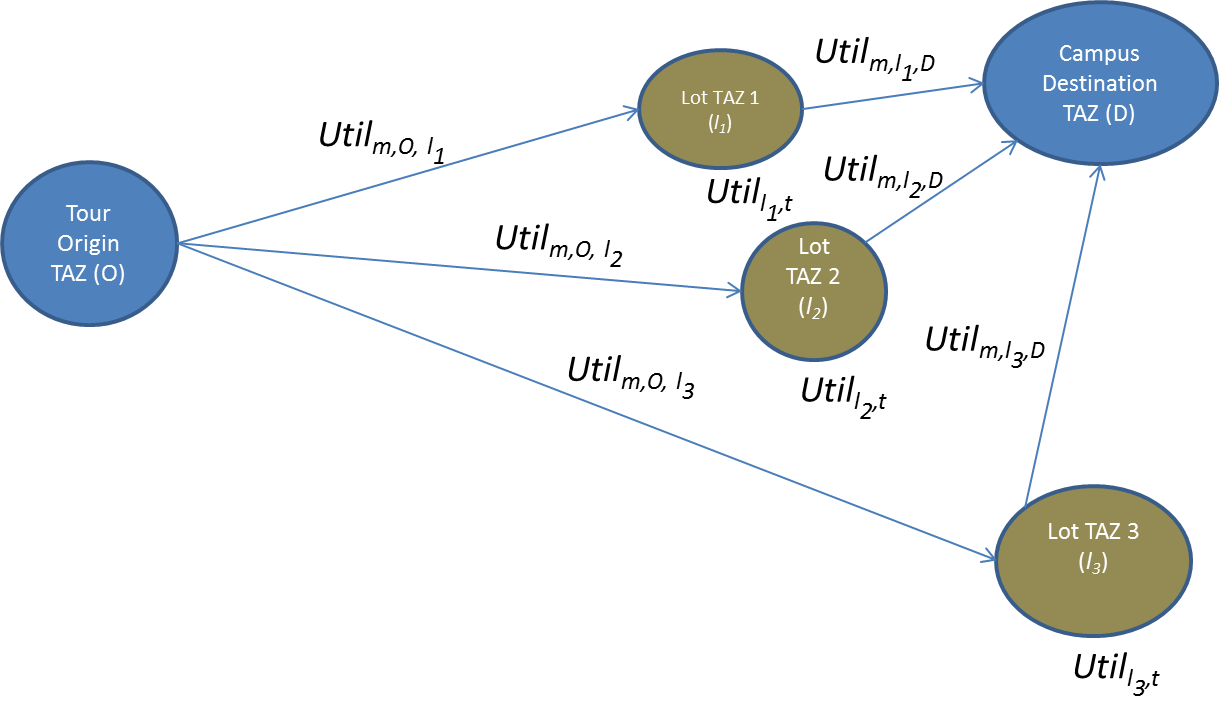 Tour
Origin
TAZ (O)
Util m,O, l1
Lot TAZ 1
(l1)
Util m,l1,D
Campus
Destination
TAZ (D)
Util l1,t
Util m,l2,D
Util m,O, l2
Lot
TAZ 2
(l2)
Util l2,t
Util m,l3,D
Util m,O, l3
Lot TAZ 3
(l3)
Util l3,t